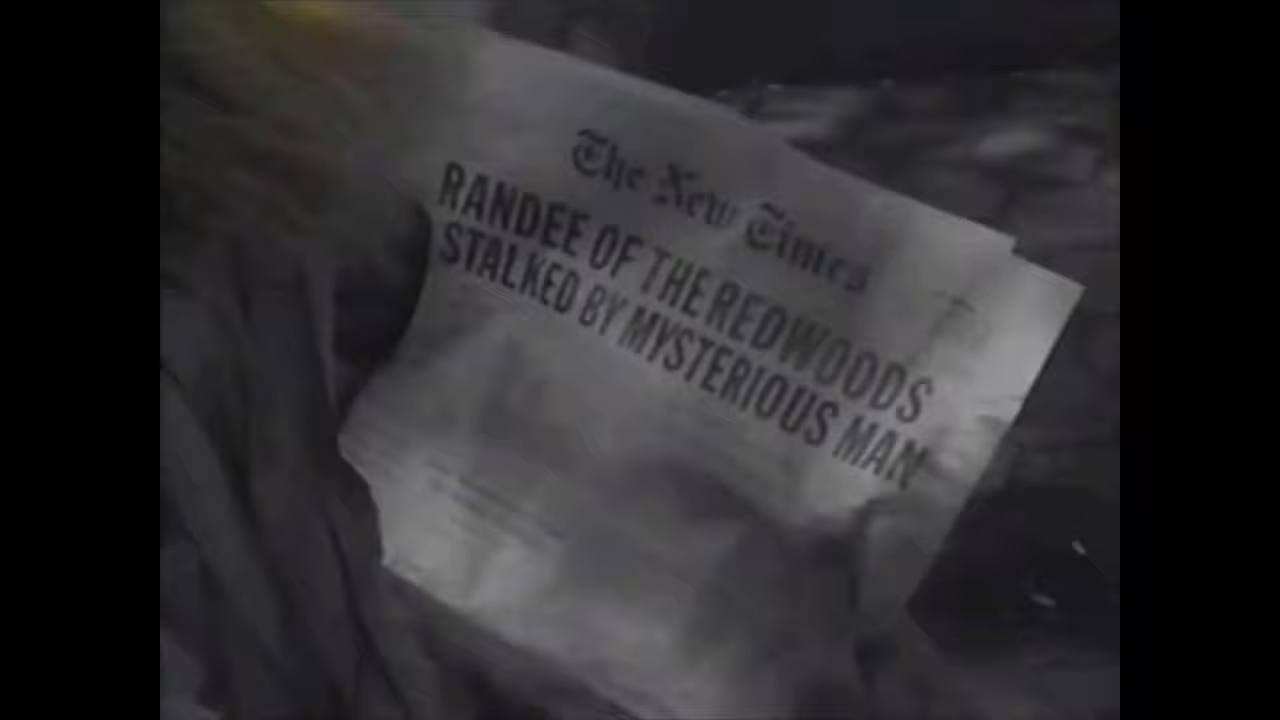 The New Times
RANDEE OF THE REDWOODS
STALKED BY MYSTERIOUS MAN